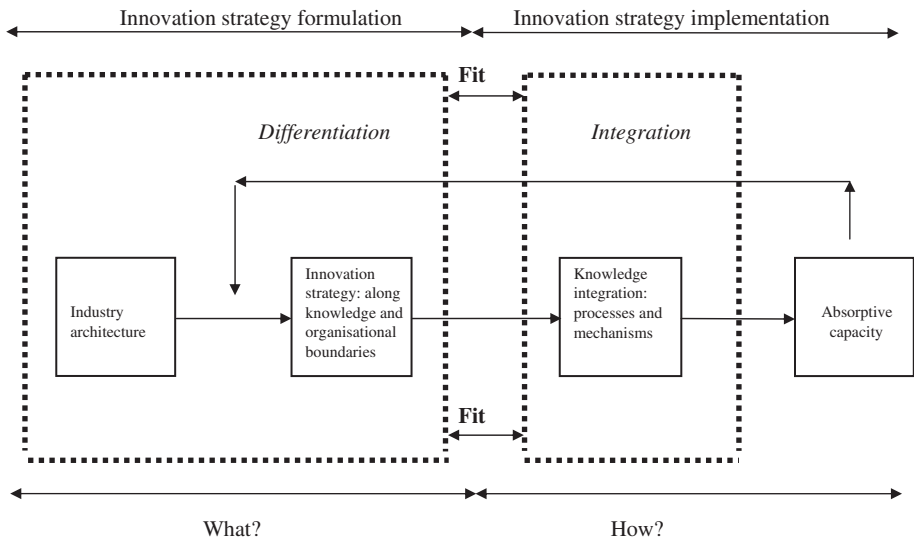 Innovation strategy formulation
Innovation strategy implementation
Fit
Differentiation
Integration
Industry
architecture
Innovation
strategy: along
knowledge and
organisational
boundaries
Knowledge
integration:
processes and
mechanisms
Absorptive
capacity
Fit
What?
How?